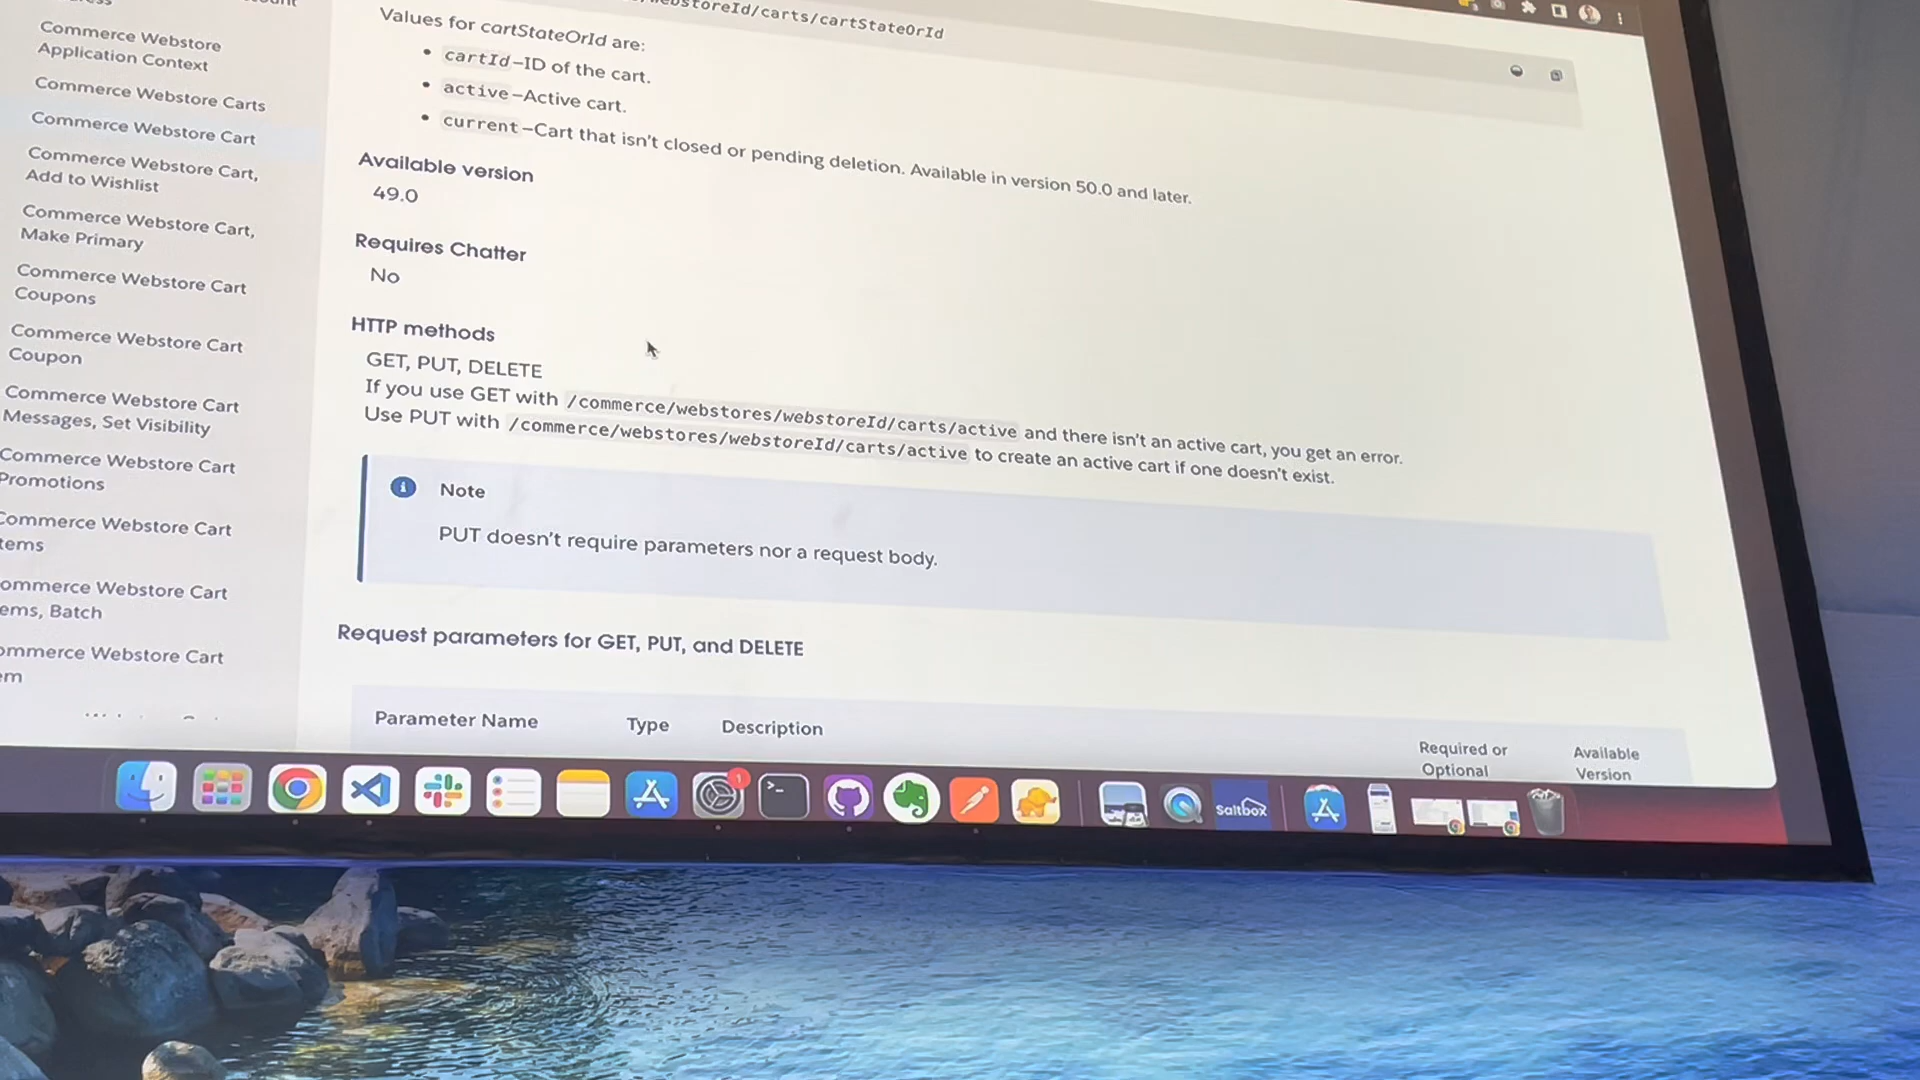 Commerce Webstore
Application Context
Commerce Webstore Carts
Commerce Webstore Cart
Commerce Webstore Cart,
Add to Wishlist
Commerce Webstore Cart,
Make Primary
Commerce Webstore Cart
Coupons
Commerce Webstore Cart
Coupon
Commerce Webstore Cart
Messages, Set Visibility
Commerce Webstore Cart
Promotions
Commerce Webstore Cart
tems
ommerce Webstore Cart
ems, Batch
ommerce Webstore Cart
em
storeId/carts/cartStateOrId
Values for cartStateOrId are:
• cartId—ID of the cart.
• active—Active cart.
• current—Cart that isn't closed or pending deletion. Available in version 50.0 and later.
Available version
49.0
Requires Chatter
No
HTTP methods
GET, PUT, DELETE
If you use GET with /commerce/webstores/webstoreId/carts/active and there isn't an active cart, you get an error.
Use PUT with /commerce/webstores/webstoreId/carts/active to create an active cart if one doesn't exist.
Note
PUT doesn't require parameters nor a request body.
Request parameters for GET, PUT, and DELETE
Parameter Name Type Description Required or Optional Available Version
1
Saltbox